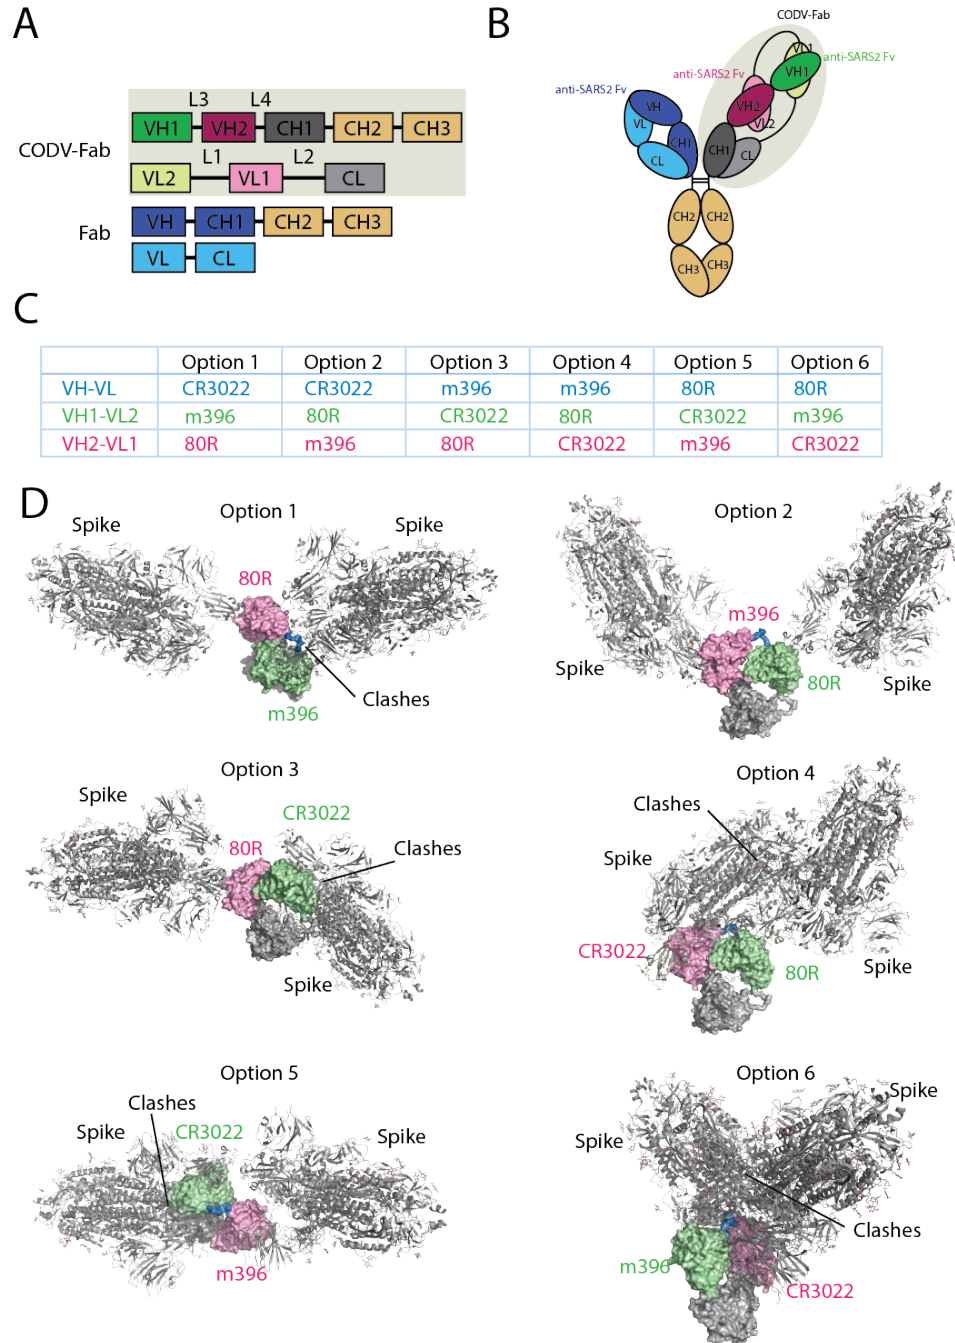 A
L3 L4
VH1 VH2 CH1 CH2 CH3
CODV-Fab
L1 L2
VL2 VL1 CL
VH CH1 CH2 CH3
Fab
VL CL
B
CODV-Fab
VL1
anti-SARS2 Fv
VH1
anti-SARS2 Fv
anti-SARS2 Fv
VH VH2
VL VL2
CH1 CH1
CL CL
CH2 CH2
CH3 CH3
C
Option 1 Option 2 Option 3 Option 4 Option 5 Option 6
VH-VL CR3022 CR3022 m396 m396 80R 80R
VH1-VL2 m396 80R CR3022 80R CR3022 m396
VH2-VL1 80R m396 80R CR3022 m396 CR3022
D
Option 1
Spike Spike
80R
Clashes
m396
Option 2
m396
Spike
80R
Spike
Option 3
Spike
CR3022
80R
Clashes
Spike
Option 4
Clashes
Spike
CR3022
80R
Spike
Option 5
Clashes
Spike
CR3022
Spike
m396
Option 6
Spike
Spike
Clashes
m396
CR3022